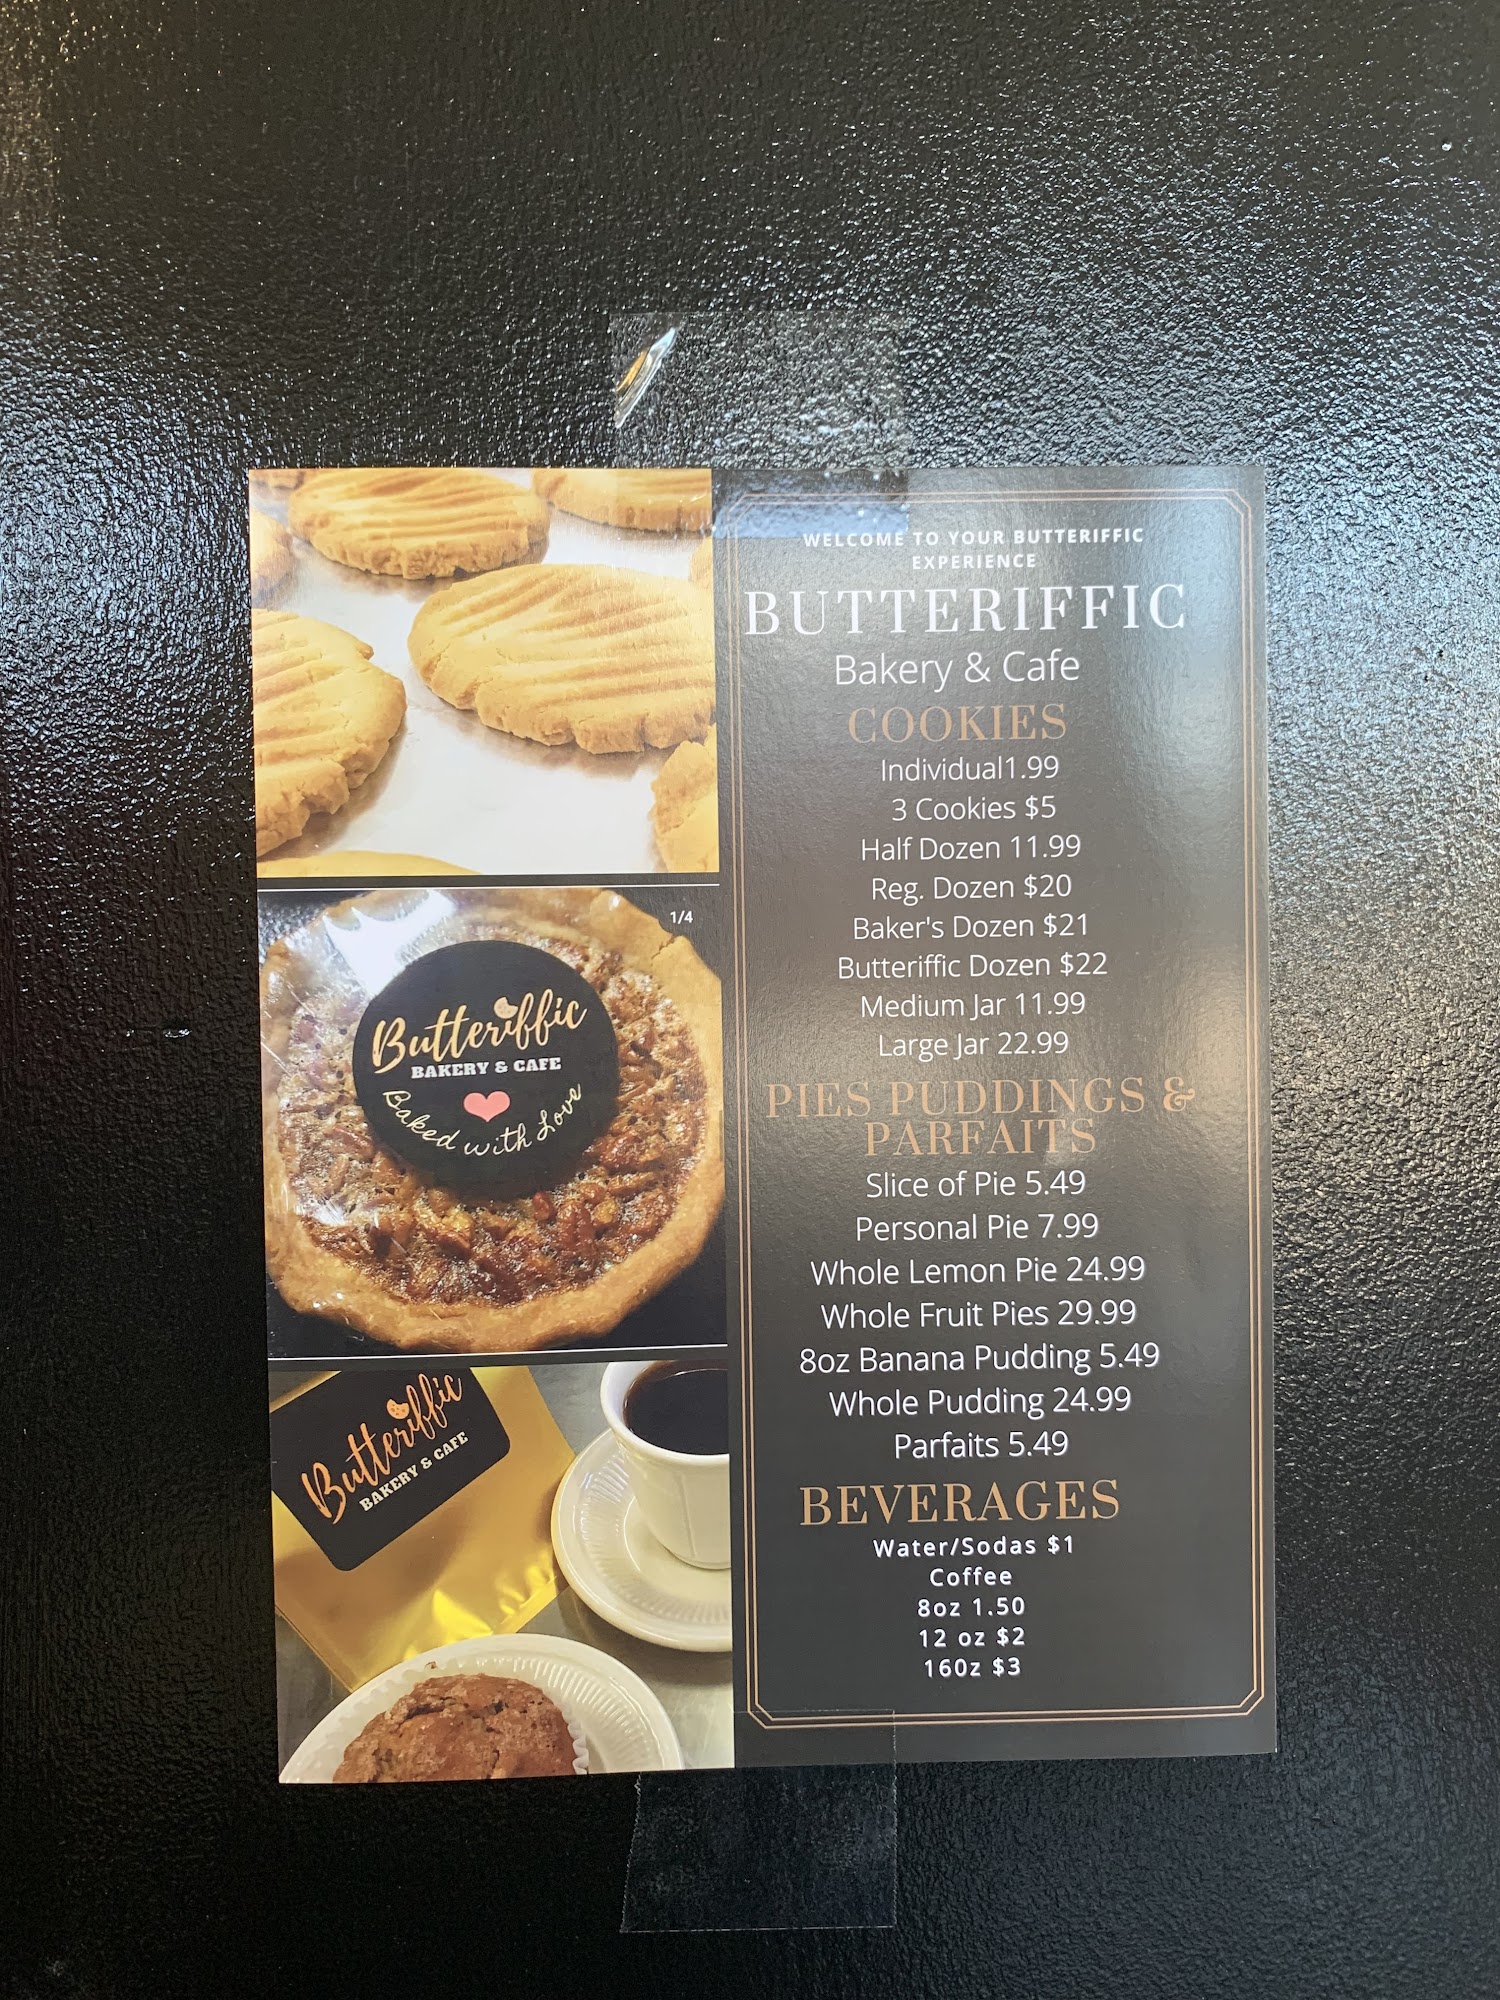 WELCOME TO YOUR BUTTERIFFIC
EXPERIENCE
BUTTERIFFIC
Bakery & Cafe
COOKIES
Individual1.99
3 Cookies $5
Half Dozen 11.99
Reg. Dozen $20
Baker's Dozen $21
Butteriffic Dozen $22
Medium Jar 11.99
Large Jar 22.99
PIES PUDDINGS &
PARFAITS
Slice of Pie 5.49
Personal Pie 7.99
Whole Lemon Pie 24.99
Whole Fruit Pies 29.99
8oz Banana Pudding 5.49
Whole Pudding 24.99
Parfaits 5.49
BEVERAGES
Water/Sodas $1
Coffee
8oz 1.50
12 oz $2
160z $3
1/4
Butteriffic
BAKERY & CAFE
Baked with Love
Butteriffic
BAKERY & CAFE